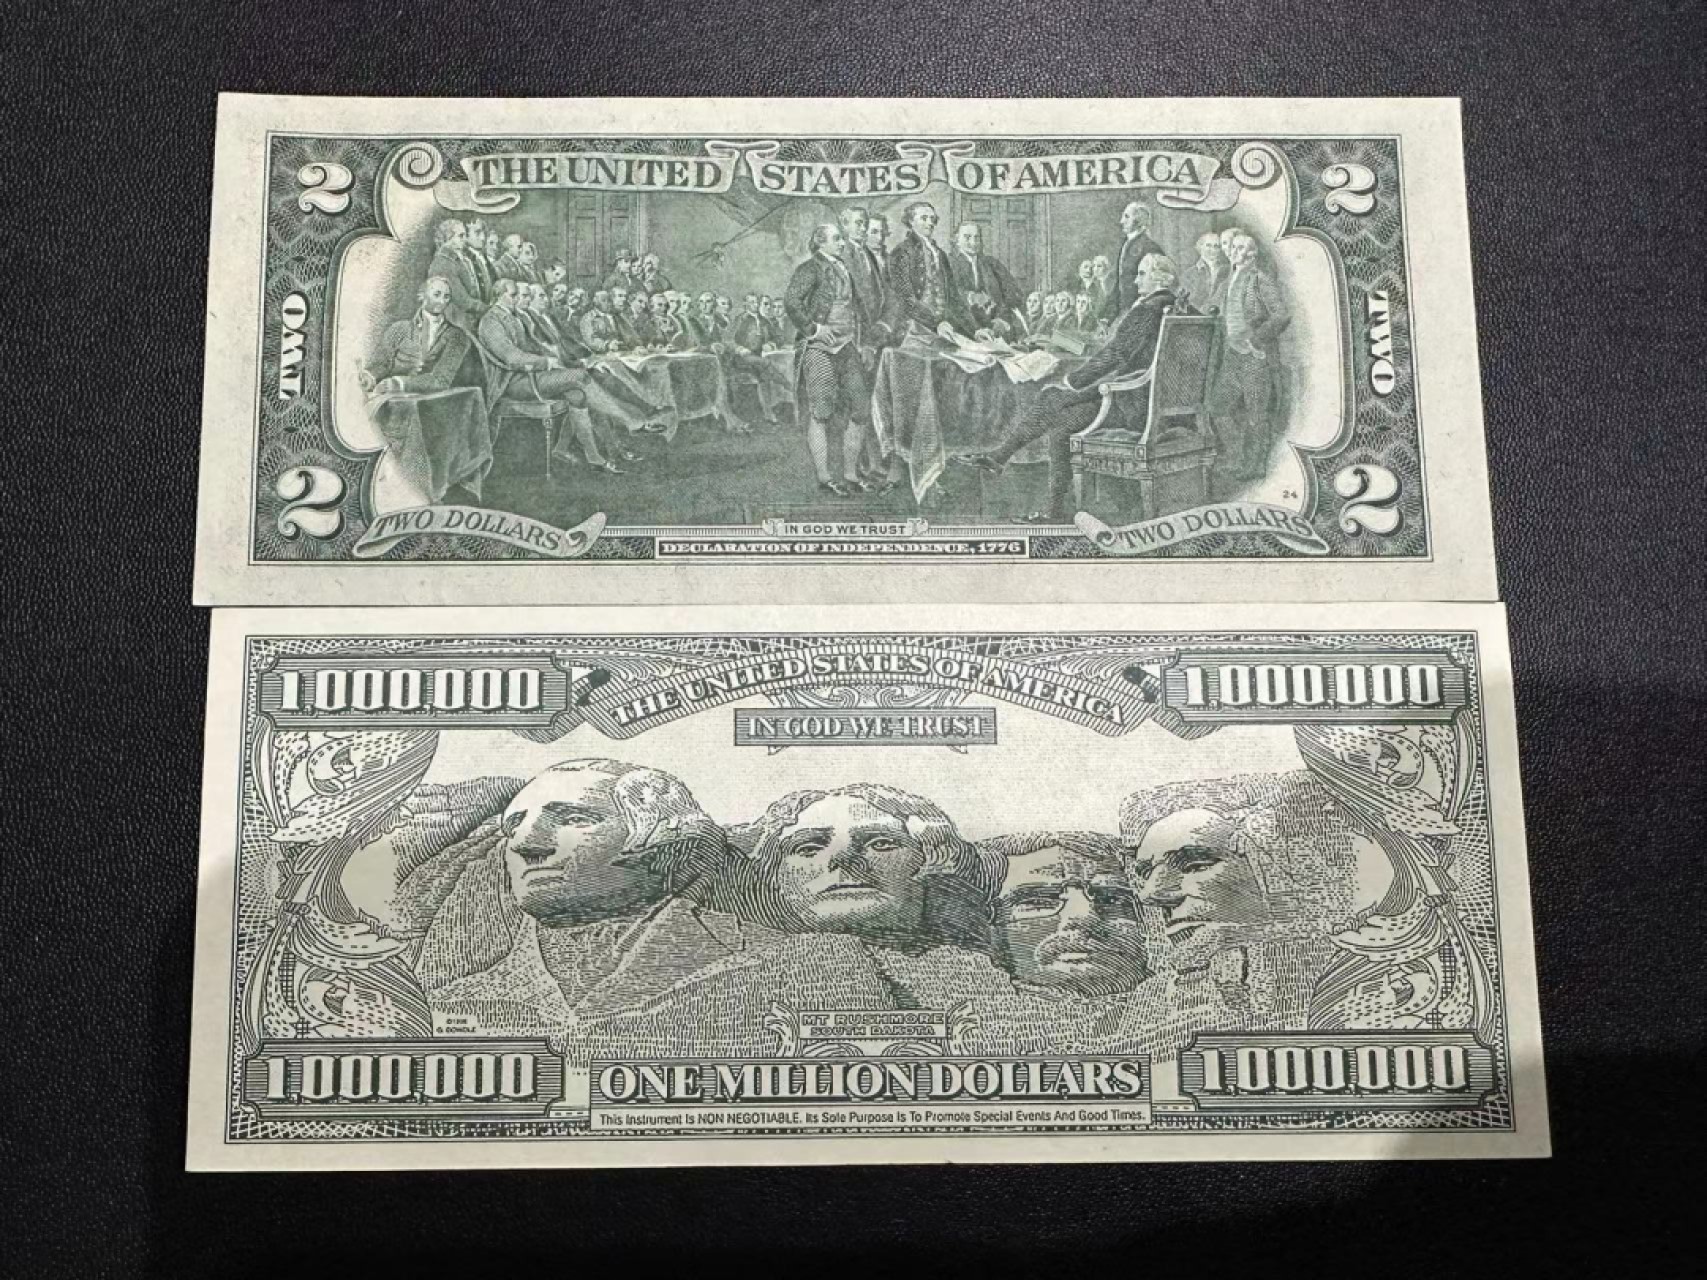 2
THE UNITED STATES OF AMERICA
2
TWO
TWO
24
2
TWO DOLLARS
IN GOD WE TRUST
TWO DOLLARS
2
DECLARATION OF INDEPENDENCE, 1776
1,000,000
THE UNITED STATES OF AMERICA
1,000,000
IN GOD WE TRUST
MT RUSHMORE
SOUTH DAKOTA
1,000,000
ONE MILLION DOLLARS
1,000,000
This Instrument Is NON NEGOTIABLE. Its Sole Purpose Is To Promote Special Events And Good Times.